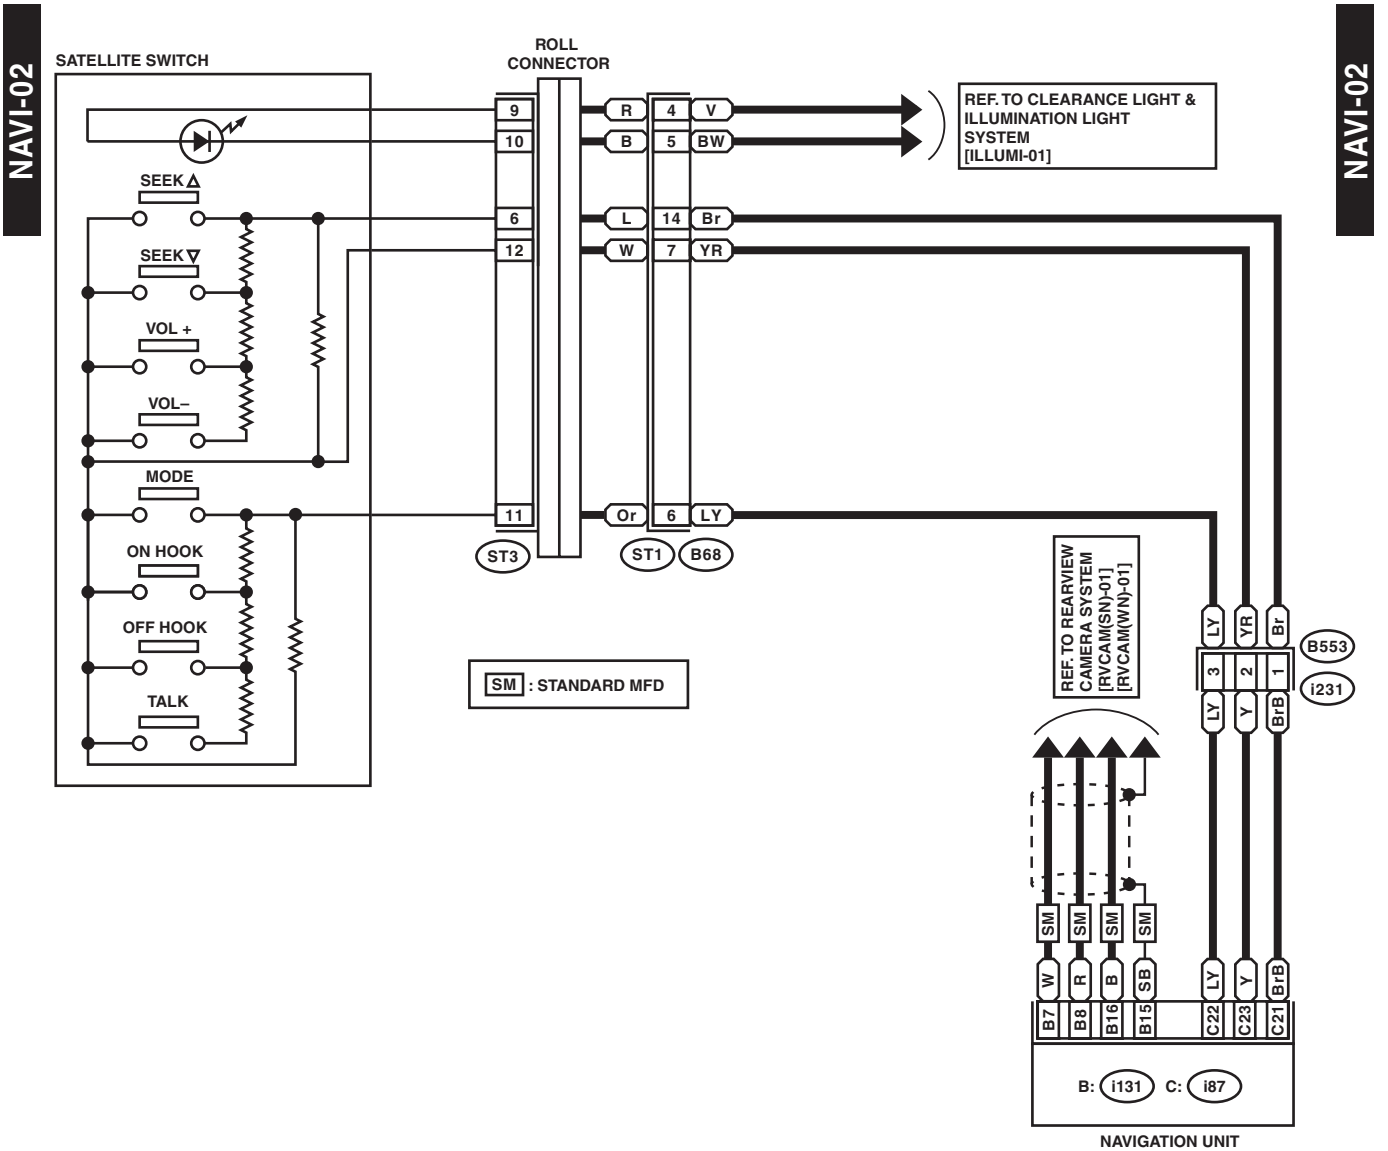 NAVI-02
NAVI-02
SATELLITE SWITCH
ROLL
CONNECTOR
9
R
4
V
10
B
5
BW
REF. TO CLEARANCE LIGHT &
ILLUMINATION LIGHT
SYSTEM
[ILLUMI-01]
SEEK △
6
L
14
Br
12
W
7
YR
SEEK ▽
VOL +
VOL–
MODE
11
Or
6
LY
ST3
ST1
B68
ON HOOK
OFF HOOK
TALK
SM : STANDARD MFD
REF. TO REARVIEW
CAMERA SYSTEM
[RVCAM(SN)-01]
[RVCAM(WN)-01]
LY
YR
Br
B553
3
2
1
i231
LY
Y
BrB
SM
SM
SM
SM
W
R
B
SB
LY
Y
BrB
B7
B8
B16
B15
C22
C23
C21
B: i131 C: i87
NAVIGATION UNIT